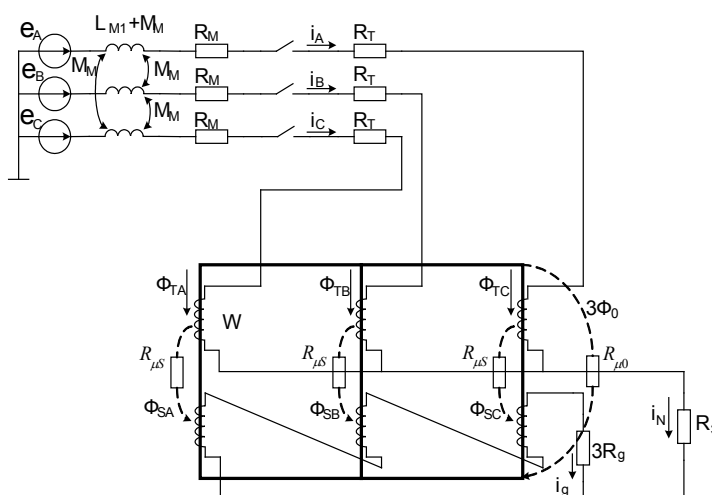 e_A L_M1+M_M R_M i_A R_T
M_M M_M
e_B R_M i_B R_T
M_M
e_C R_M i_C R_T
Φ_TA Φ_TB Φ_TC 3Φ_0
W
R_μS R_μS R_μS R_μ0
Φ_SA Φ_SB Φ_SC i_N
3R_g
i_g